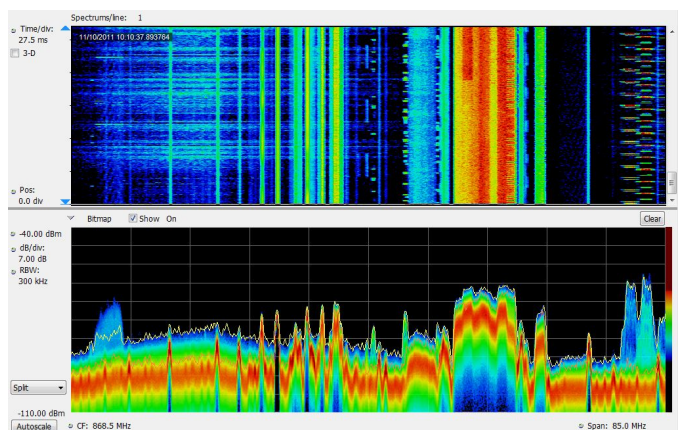 Spectrums/line: 1
Time/div:
27.5 ms
3-D
11/10/2011 10:10:37.893764
Pos:
0.0 div
Bitmap Show On Clear
-40.00 dBm
dB/div:
7.00 dB
RBW:
300 kHz
Split
-110.00 dBm
Autoscale CF: 868.5 MHz Span: 85.0 MHz